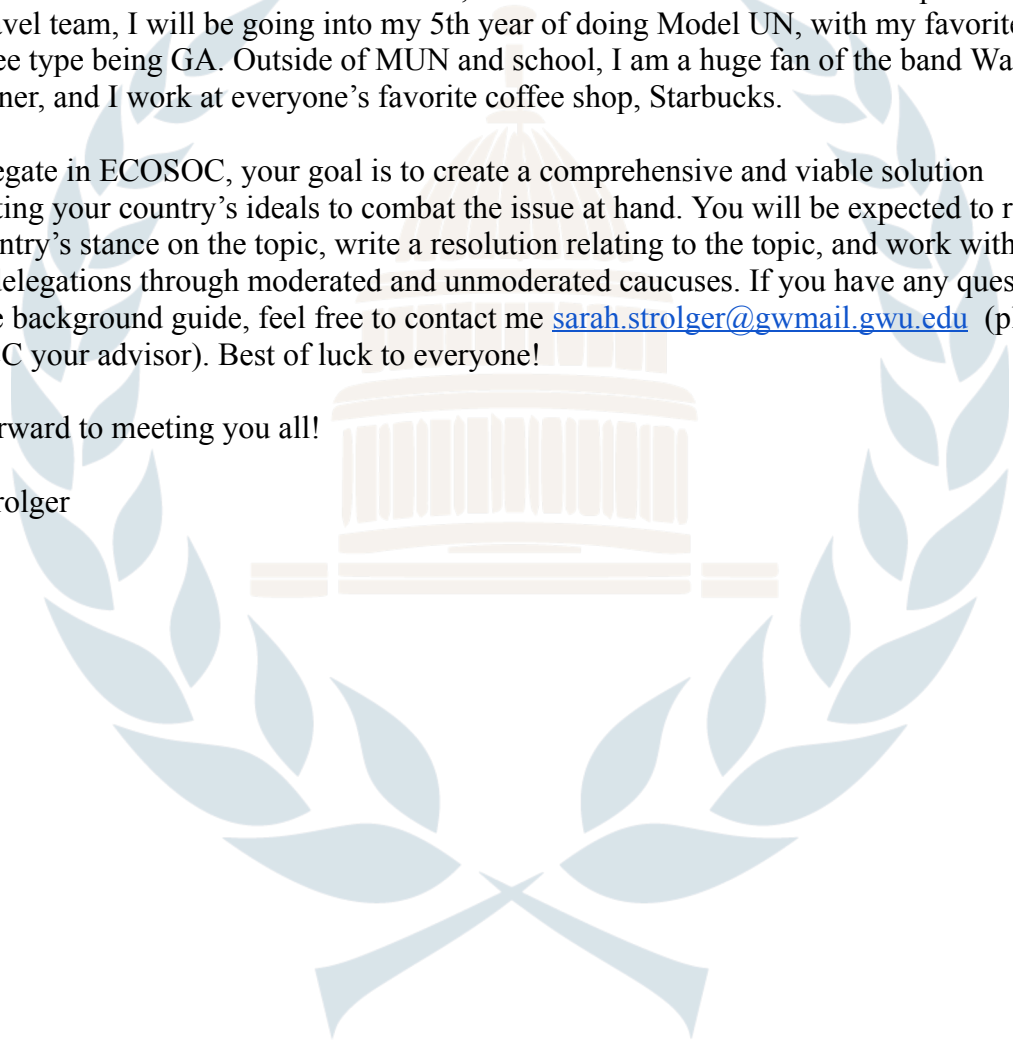 avel team, I will be going into my 5th year of doing Model UN, with my favorite
ee type being GA. Outside of MUN and school, I am a huge fan of the band Wa
ner, and I work at everyone’s favorite coffee shop, Starbucks.
egate in ECOSOC, your goal is to create a comprehensive and viable solution
ting your country’s ideals to combat the issue at hand. You will be expected to r
ntry’s stance on the topic, write a resolution relating to the topic, and work with
delegations through moderated and unmoderated caucuses. If you have any ques
e background guide, feel free to contact me sarah.strolger@gwmail.gwu.edu (pl
C your advisor). Best of luck to everyone!
rward to meeting you all!
rolger